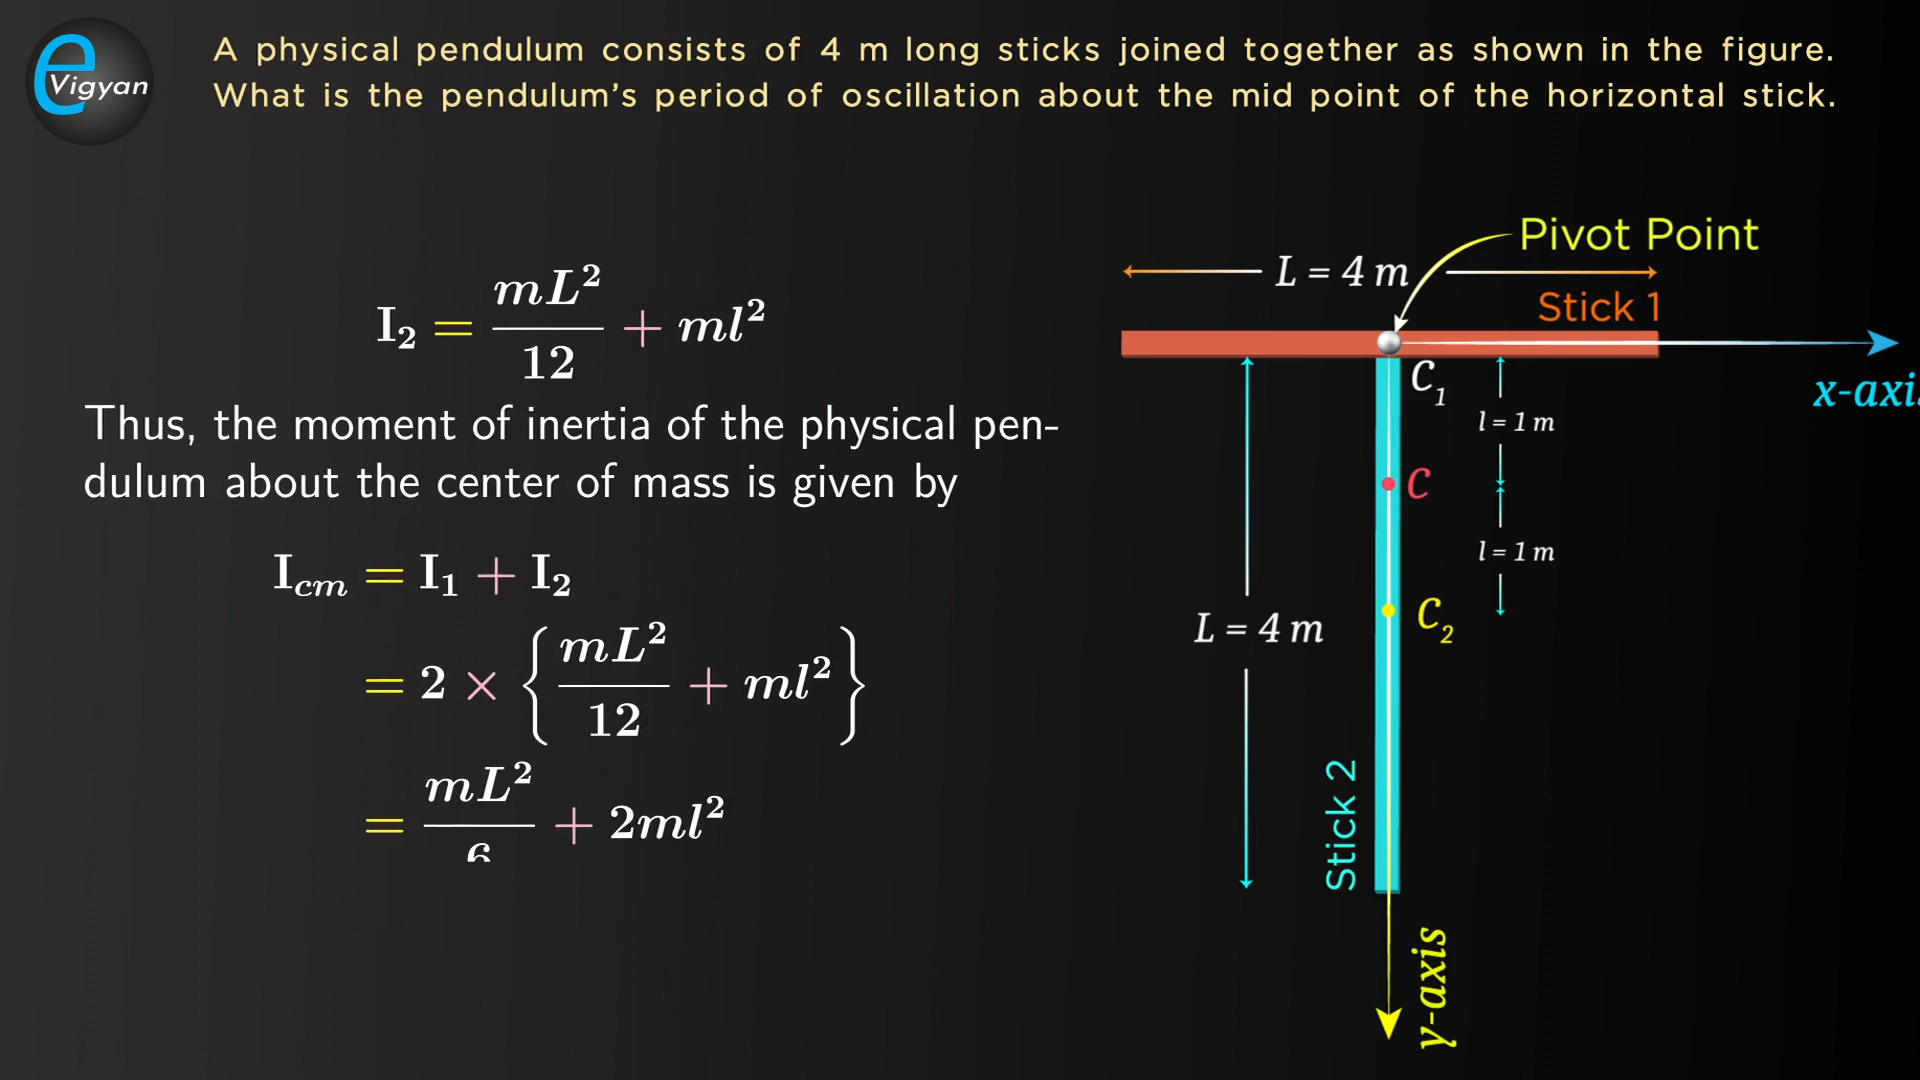 e
Vigyan
A physical pendulum consists of 4 m long sticks joined together as shown in the figure.
What is the pendulum's period of oscillation about the mid point of the horizontal stick.
I₂ = mL²/12 + ml²
Thus, the moment of inertia of the physical pen-
dulum about the center of mass is given by
I_cm = I₁ + I₂
= 2 × {mL²/12 + ml²}
= mL²/6 + 2ml²
Pivot Point
L = 4 m
Stick 1
C₁
x-axi
l = 1 m
C
l = 1 m
C₂
L = 4 m
Stick 2
y-axis